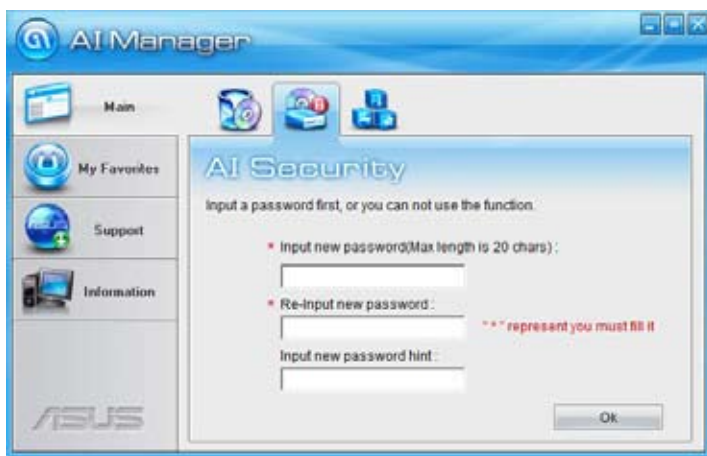 AI Manager
Main
My Favorites
Support
Information
ASUS
AI Security
Input a password first, or you can not use the function.
* Input new password(Max length is 20 chars) :
* Re-input new password :
"*" represent you must fill it
Input new password hint :
Ok